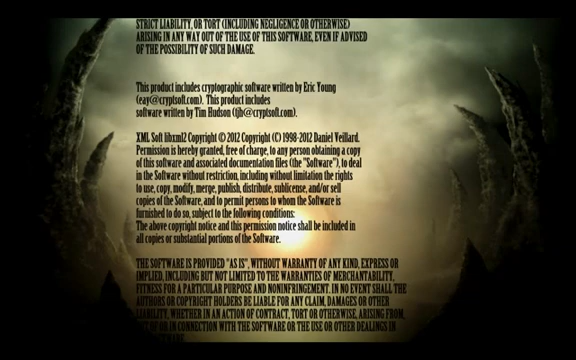 STRICT LIABILITY, OR TORT (INCLUDING NEGLIGENCE OR OTHERWISE)
ARISING IN ANY WAY OUT OF THE USE OF THIS SOFTWARE, EVEN IF ADVISED
OF THE POSSIBILITY OF SUCH DAMAGE.
This product includes cryptographic software written by Eric Young
(eay@cryptsoft.com). This product includes
software written by Tim Hudson (tjh@cryptsoft.com).
XML Soft libxml2 Copyright © 2012 Copyright (C) 1998-2012 Daniel Veillard.
Permission is hereby granted, free of charge, to any person obtaining a copy
of this software and associated documentation files (the "Software"), to deal
in the Software without restriction, including without limitation the rights
to use, copy, modify, merge, publish, distribute, sublicense, and/or sell
copies of the Software, and to permit persons to whom the Software is
furnished to do so, subject to the following conditions:
The above copyright notice and this permission notice shall be included in
all copies or substantial portions of the Software.
THE SOFTWARE IS PROVIDED "AS IS", WITHOUT WARRANTY OF ANY KIND, EXPRESS OR
IMPLIED, INCLUDING BUT NOT LIMITED TO THE WARRANTIES OF MERCHANTABILITY,
FITNESS FOR A PARTICULAR PURPOSE AND NONINFRINGEMENT. IN NO EVENT SHALL THE
AUTHORS OR COPYRIGHT HOLDERS BE LIABLE FOR ANY CLAIM, DAMAGES OR OTHER
LIABILITY, WHETHER IN AN ACTION OF CONTRACT, TORT OR OTHERWISE, ARISING FROM,
OUT OF OR IN CONNECTION WITH THE SOFTWARE OR THE USE OR OTHER DEALINGS IN
SOFTWARE